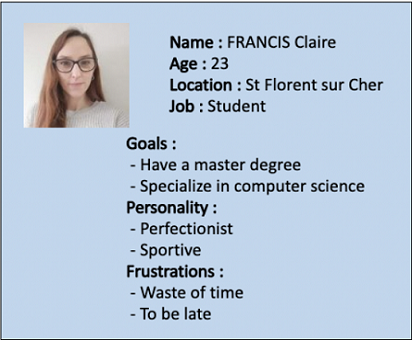 Name : FRANCIS Claire
Age : 23
Location : St Florent sur Cher
Job : Student
Goals :
- Have a master degree
- Specialize in computer science
Personality :
- Perfectionist
- Sportive
Frustrations :
- Waste of time
- To be late